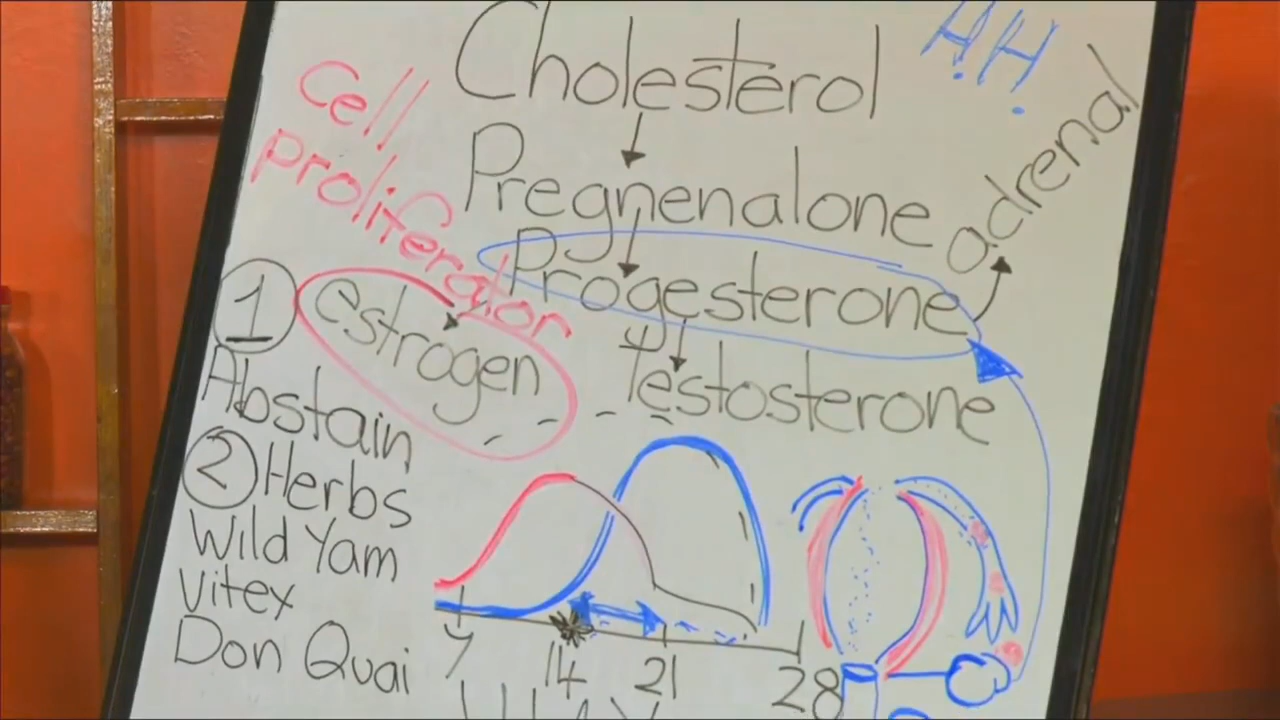 Cholesterol
H.H.
Cell
proliferator
Pregnenalone
adrenal
Progesterone
1
estrogen
Testosterone
Abstain
2 Herbs
Wild Yam
Vitex
Don Quai
7 14 21 28